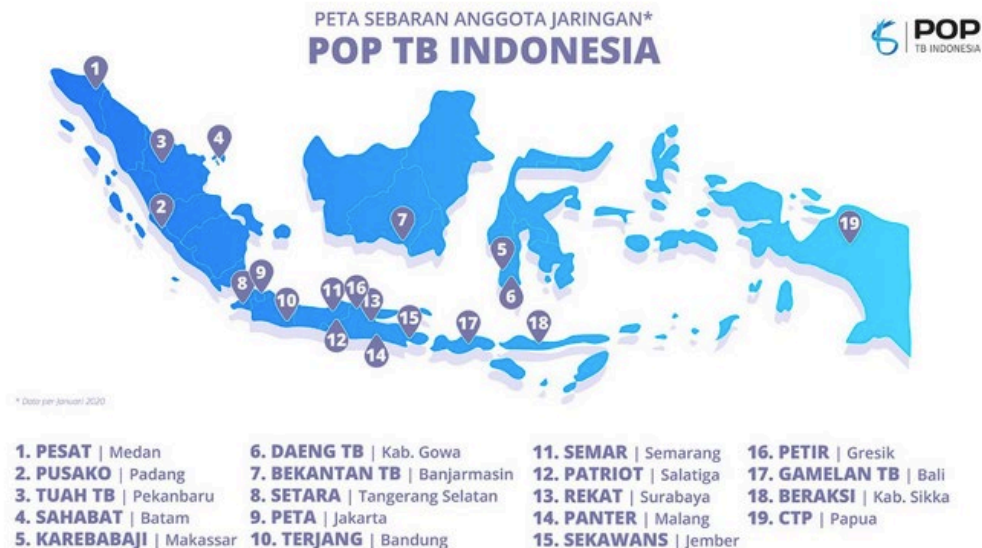 PETA SEBARAN ANGGOTA JARINGAN*
POP TB INDONESIA
POP
TB INDONESIA
1
2
3
4
5
6
7
8
9
10
11
12
13
14
15
16
17
18
19
* Data per Januari 2020
1. PESAT | Medan
2. PUSAKO | Padang
3. TUAH TB | Pekanbaru
4. SAHABAT | Batam
5. KAREBABAJI | Makassar
6. DAENG TB | Kab. Gowa
7. BEKANTAN TB | Banjarmasin
8. SETARA | Tangerang Selatan
9. PETA | Jakarta
10. TERJANG | Bandung
11. SEMAR | Semarang
12. PATRIOT | Salatiga
13. REKAT | Surabaya
14. PANTER | Malang
15. SEKAWANS | Jember
16. PETIR | Gresik
17. GAMELAN TB | Bali
18. BERAKSI | Kab. Sikka
19. CTP | Papua